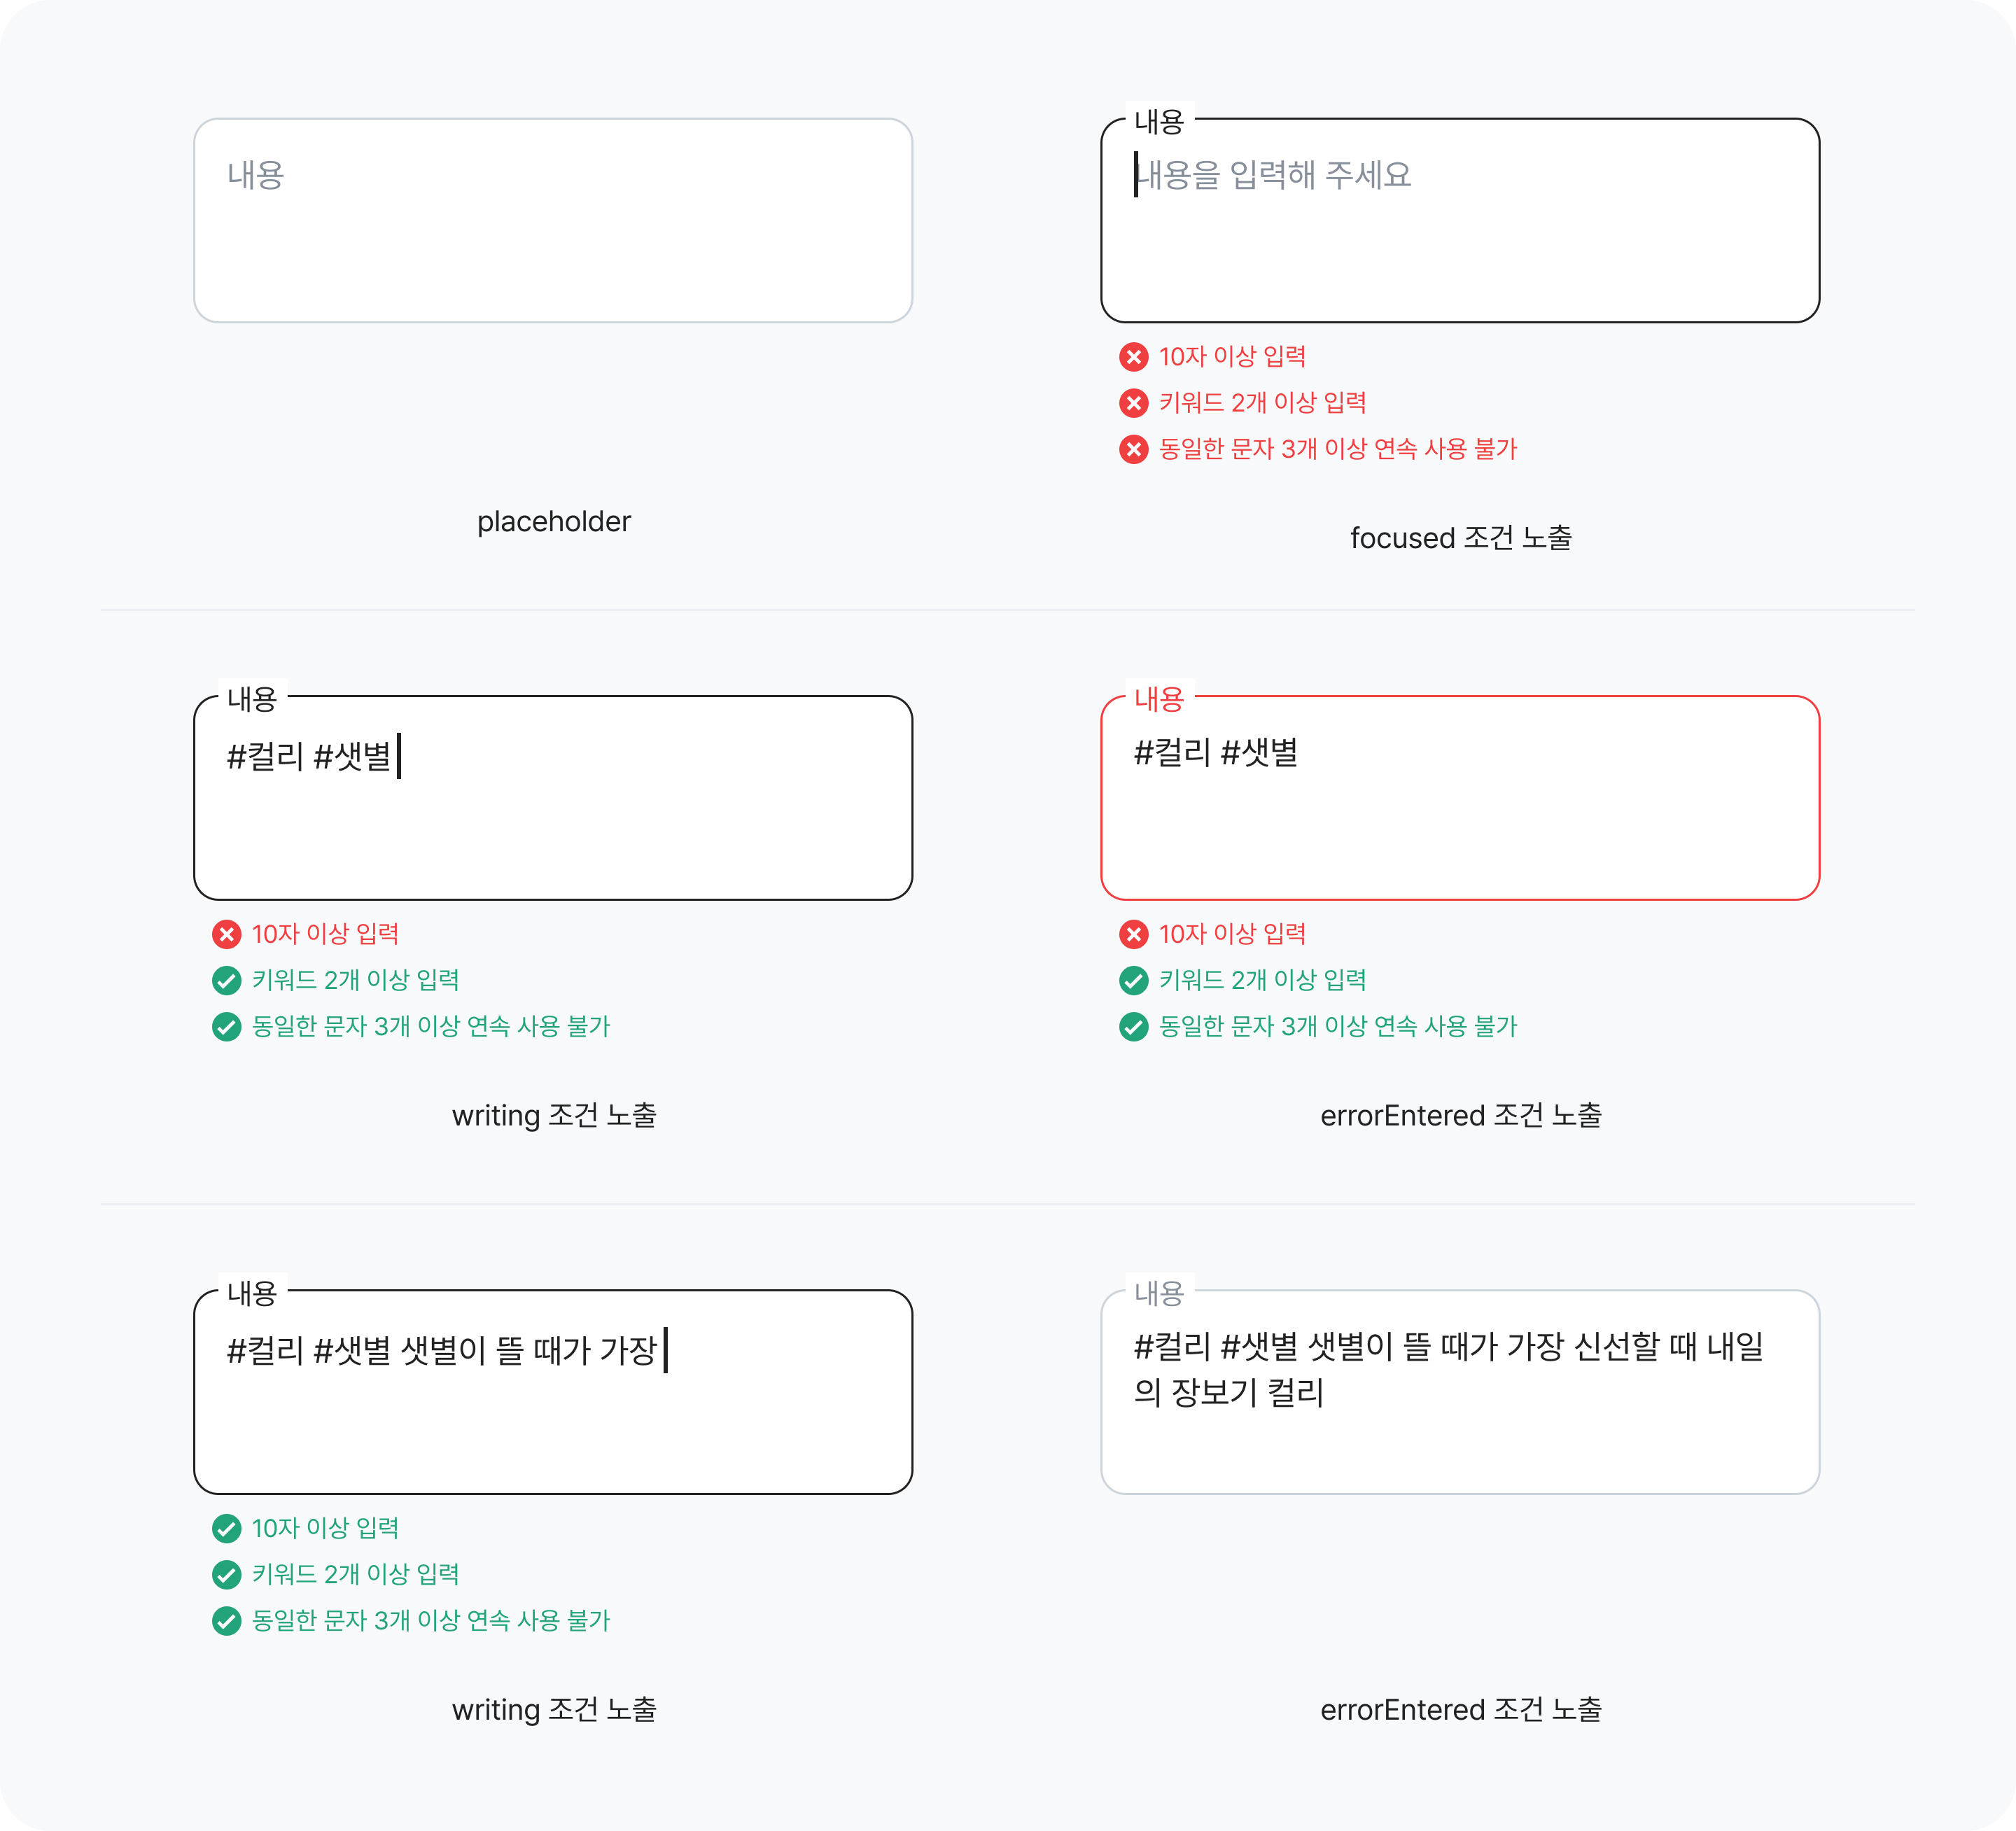 내용
placeholder
내용
내용을 입력해 주세요
10자 이상 입력
키워드 2개 이상 입력
동일한 문자 3개 이상 연속 사용 불가
focused 조건 노출
내용
#컬리 #샛별
10자 이상 입력
키워드 2개 이상 입력
동일한 문자 3개 이상 연속 사용 불가
writing 조건 노출
내용
#컬리 #샛별
10자 이상 입력
키워드 2개 이상 입력
동일한 문자 3개 이상 연속 사용 불가
errorEntered 조건 노출
내용
#컬리 #샛별 샛별이 뜰 때가 가장
10자 이상 입력
키워드 2개 이상 입력
동일한 문자 3개 이상 연속 사용 불가
writing 조건 노출
내용
#컬리 #샛별 샛별이 뜰 때가 가장 신선할 때 내일
의 장보기 컬리
errorEntered 조건 노출